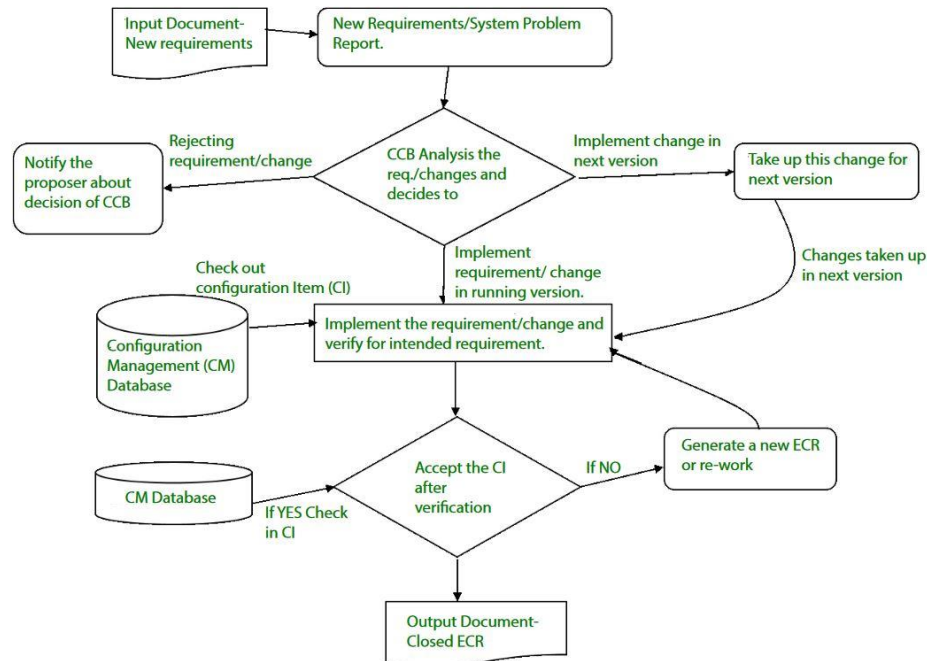 Input Document-
New requirements
New Requirements/System Problem
Report.
Rejecting
requirement/change
CCB Analysis the
req./changes and
decides to
Implement change in
next version
Notify the
proposer about
decision of CCB
Take up this change for
next version
Implement
requirement/ change
in running version.
Changes taken up
in next version
Check out
configuration Item (CI)
Configuration
Management (CM)
Database
Implement the requirement/change and
verify for intended requirement.
Generate a new ECR
or re-work
If NO
Accept the CI
after
verification
CM Database
If YES Check
in CI
Output Document-
Closed ECR